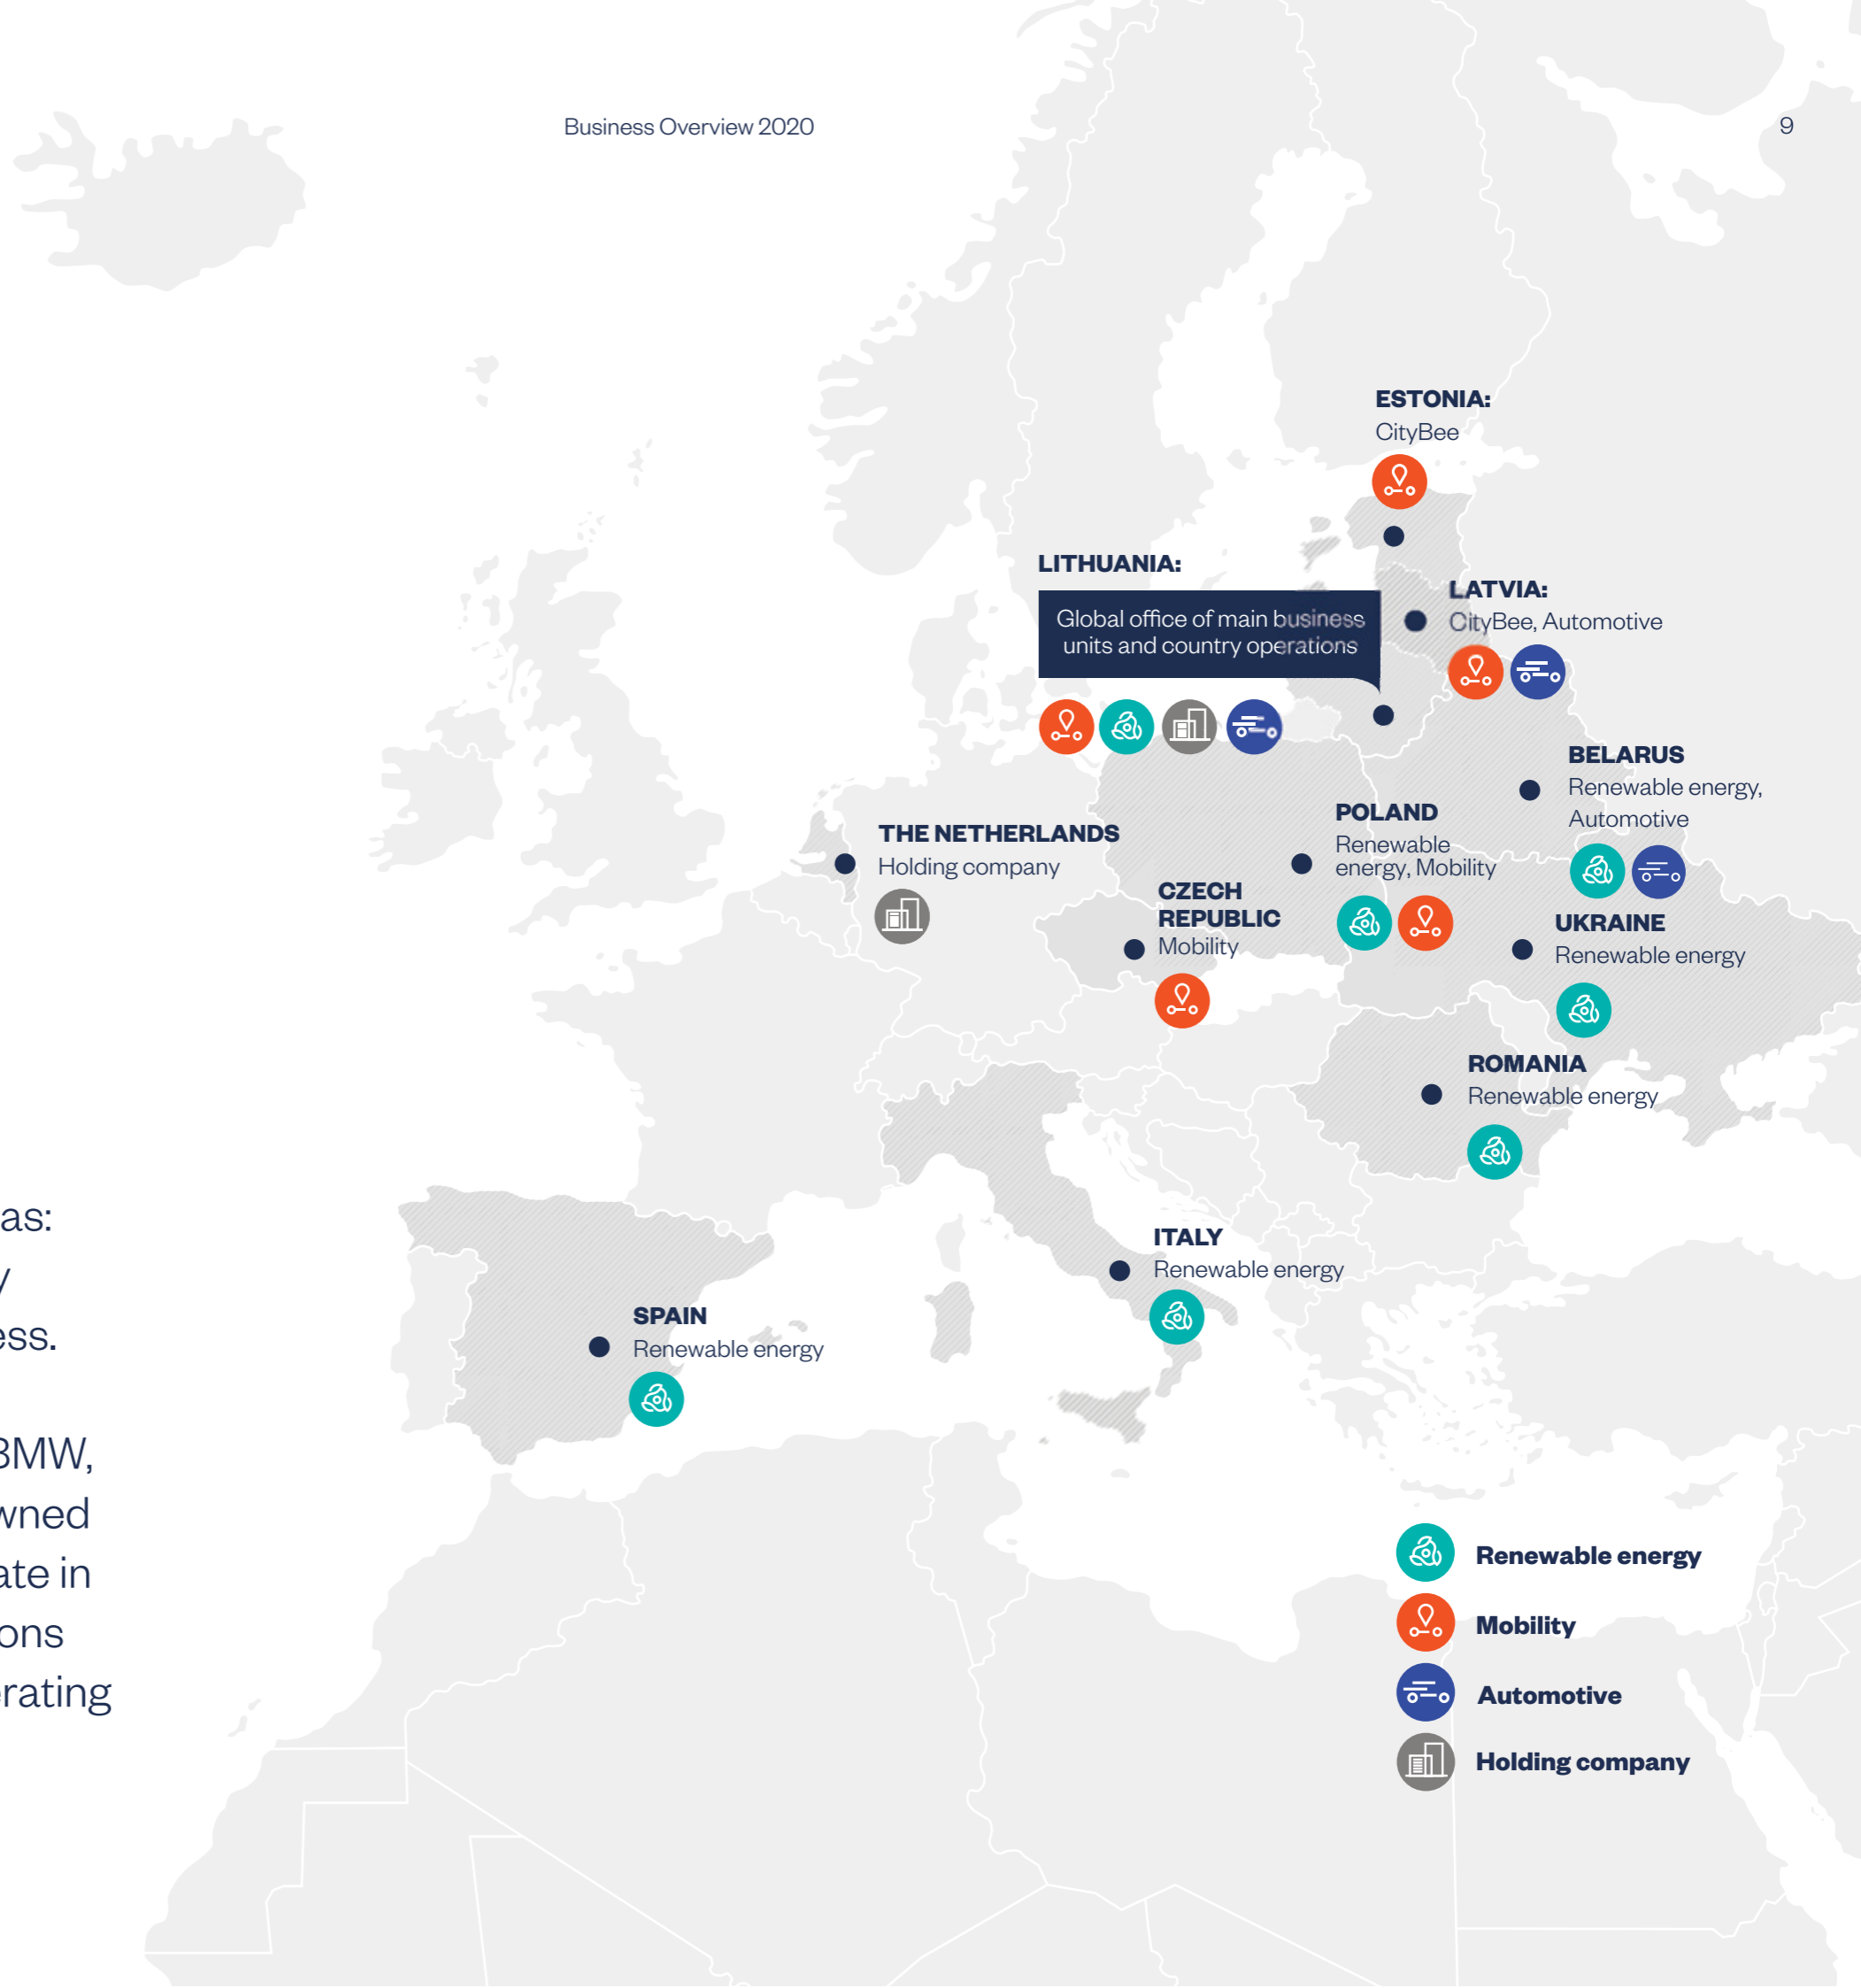 Business Overview 2020
9
ESTONIA:
CityBee
LITHUANIA:
Global office of main business
units and country operations
LATVIA:
CityBee, Automotive
BELARUS
Renewable energy,
Automotive
POLAND
Renewable
energy, Mobility
THE NETHERLANDS
Holding company
CZECH
REPUBLIC
Mobility
UKRAINE
Renewable energy
ROMANIA
Renewable energy
ITALY
Renewable energy
SPAIN
Renewable energy
as:
y
ess.
BMW,
wned
ate in
ons
erating
Renewable energy
Mobility
Automotive
Holding company